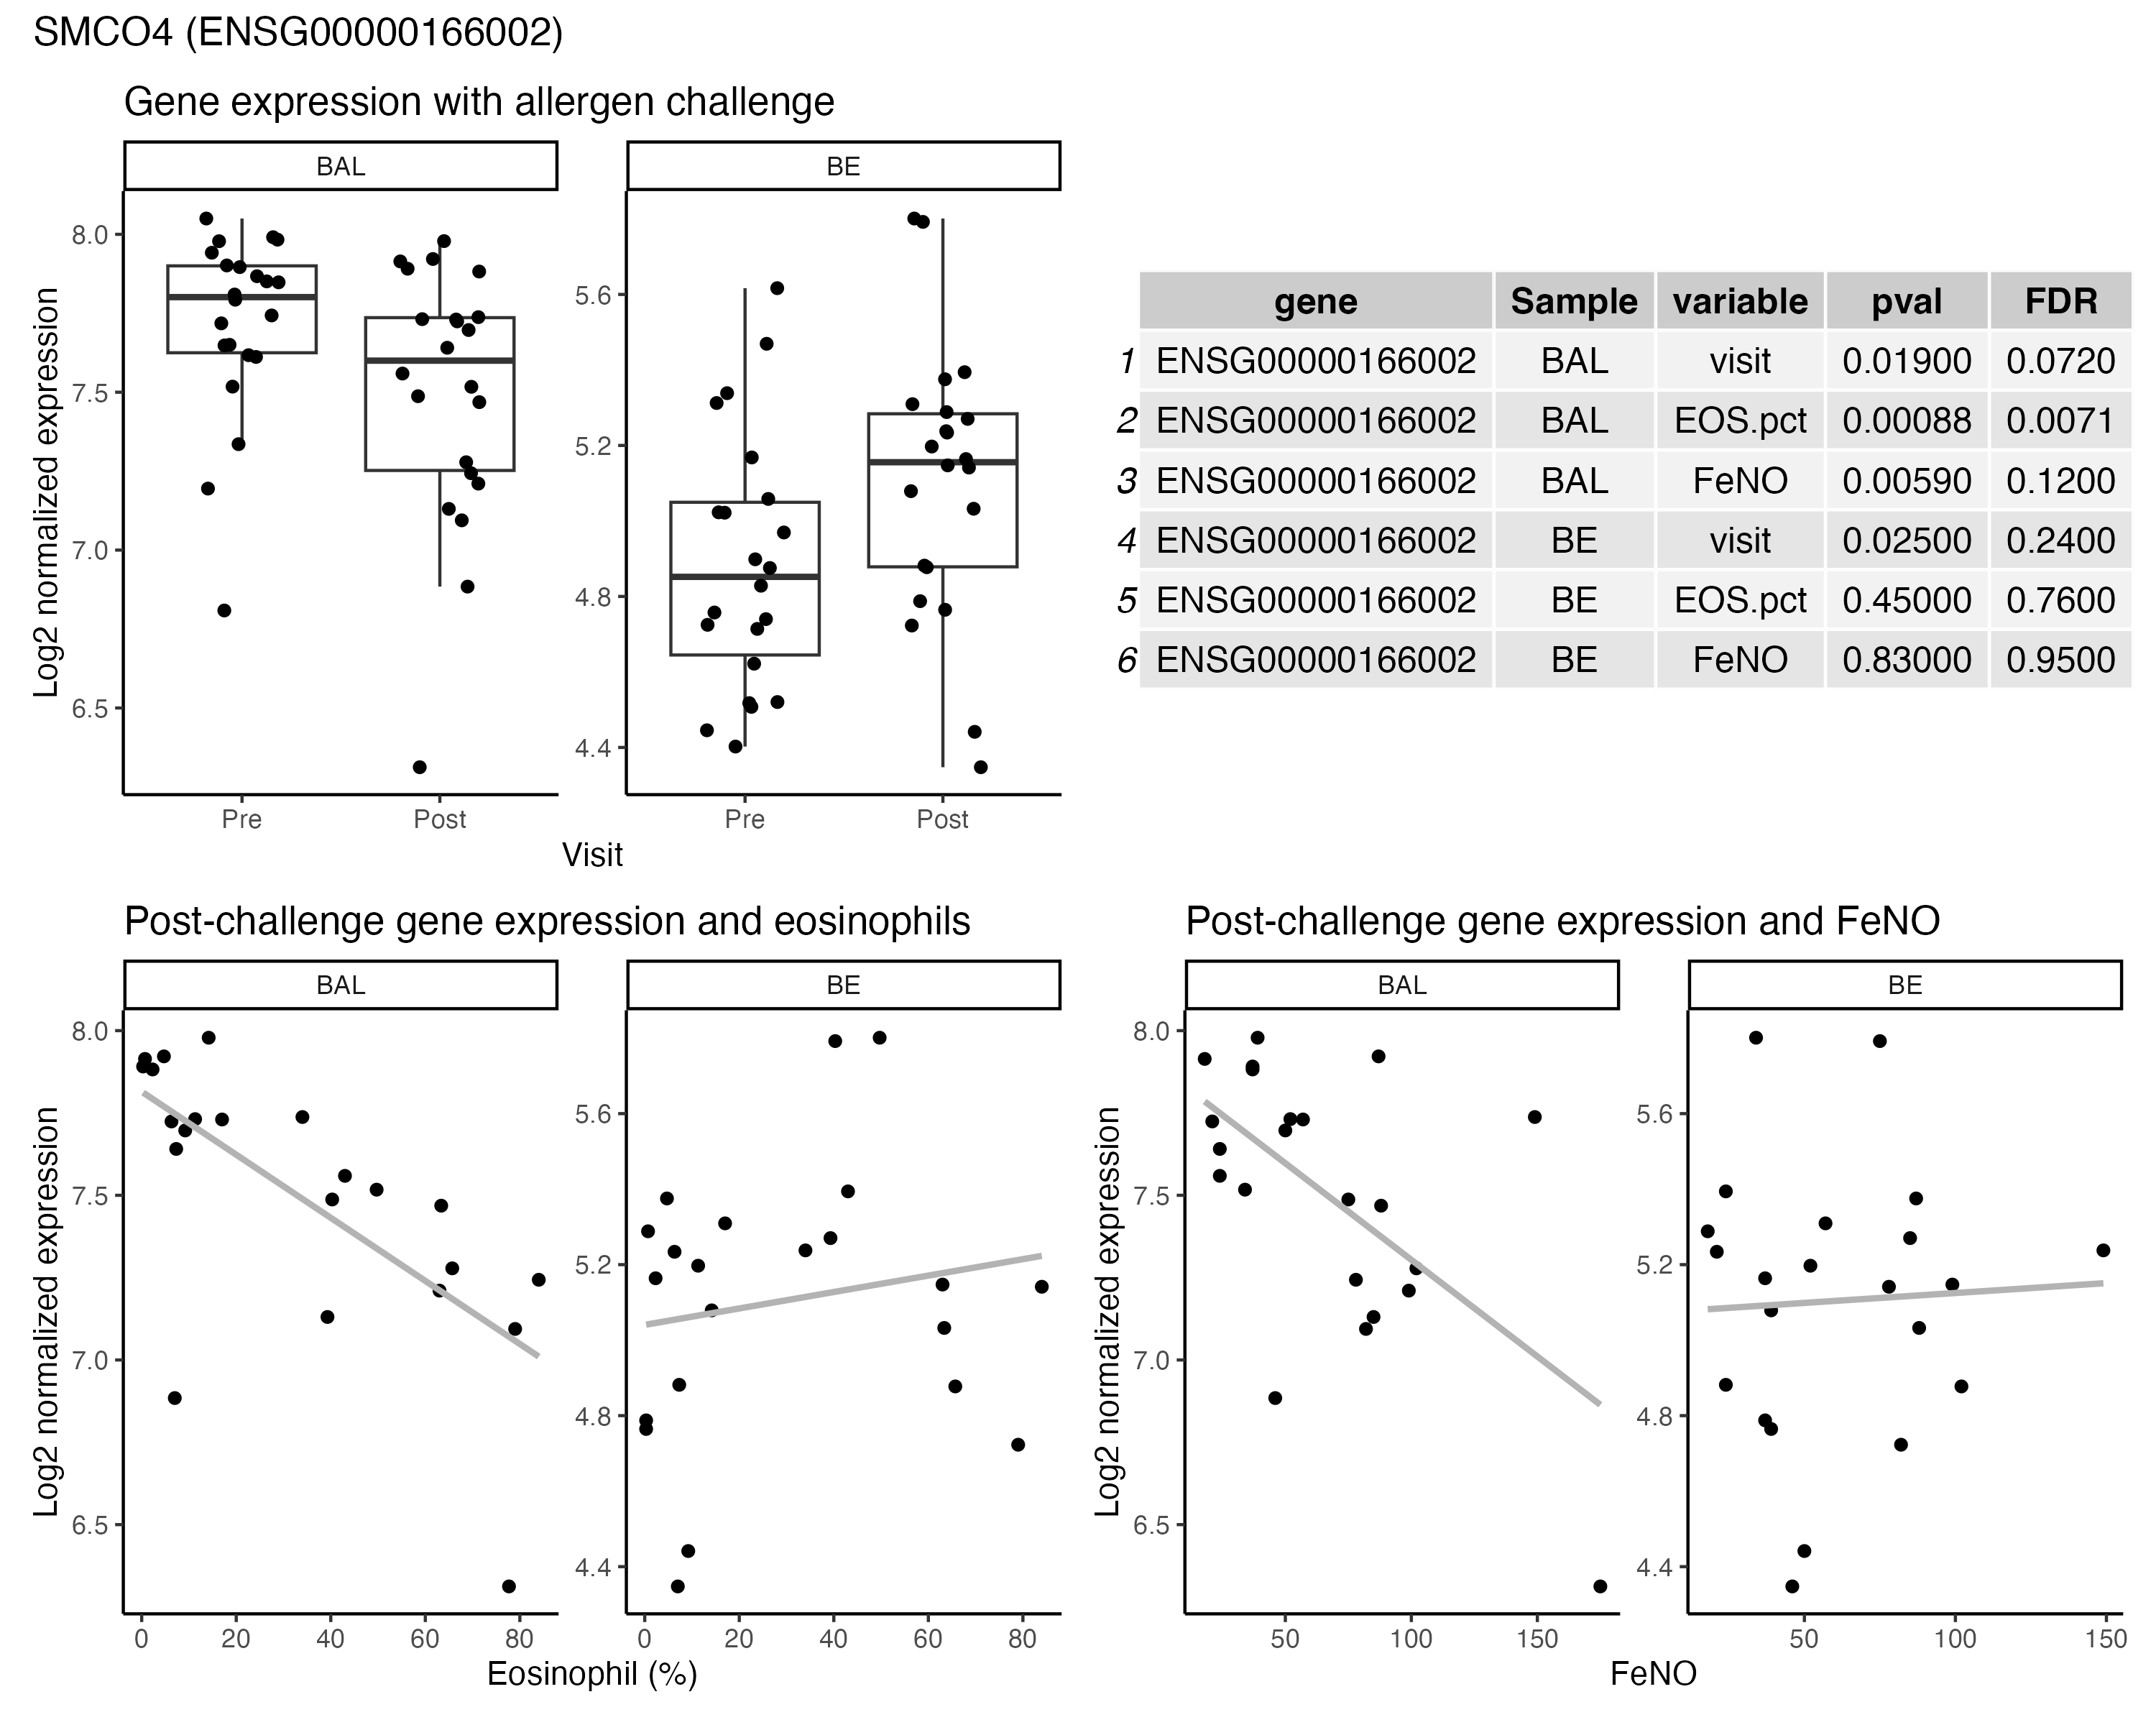 SMCO4 (ENSG00000166002)
Gene expression with allergen challenge
BAL
BE
Log2 normalized expression
8.0
7.5
7.0
6.5
5.6
5.2
4.8
4.4
Pre
Post
Pre
Post
Visit
gene Sample variable pval FDR
1 ENSG00000166002 BAL visit 0.01900 0.0720
2 ENSG00000166002 BAL EOS.pct 0.00088 0.0071
3 ENSG00000166002 BAL FeNO 0.00590 0.1200
4 ENSG00000166002 BE visit 0.02500 0.2400
5 ENSG00000166002 BE EOS.pct 0.45000 0.7600
6 ENSG00000166002 BE FeNO 0.83000 0.9500
Post-challenge gene expression and eosinophils
BAL
BE
Log2 normalized expression
8.0
7.5
7.0
6.5
5.6
5.2
4.8
4.4
0 20 40 60 80
0 20 40 60 80
Eosinophil (%)
Post-challenge gene expression and FeNO
BAL
BE
Log2 normalized expression
8.0
7.5
7.0
6.5
5.6
5.2
4.8
4.4
50 100 150
50 100 150
FeNO